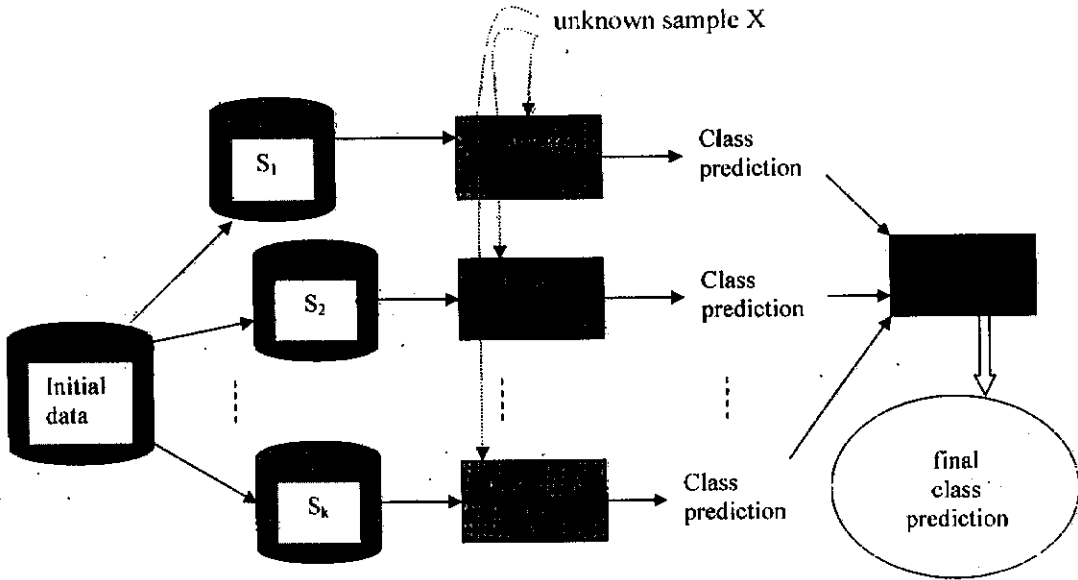 unknown sample X
S1
Class
prediction
S2
Class
prediction
Initial
data
Sk
Class
prediction
final
class
prediction